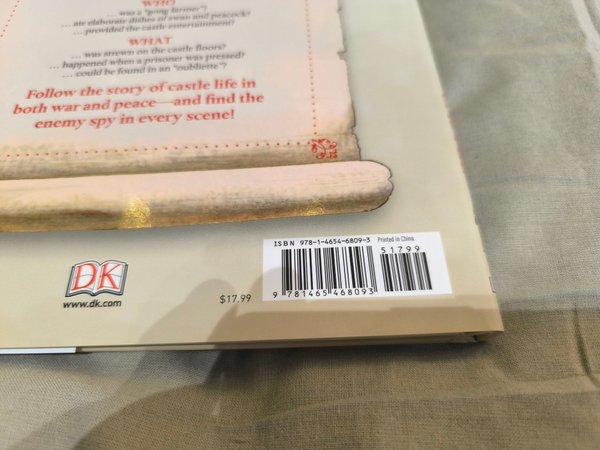 WHO
… was a "gong farmer"?
… ate elaborate dishes of swan and peacock?
… provided the castle entertainment?
WHAT
… was strewn on the castle floors?
… happened when a prisoner was pressed?
… could be found in an "oubliette"?
Follow the story of castle life in
both war and peace—and find the
enemy spy in every scene!
ISBN 978-1-4654-6809-3 Printed in China
51799
9 781465 468093
DK
www.dk.com
$17.99